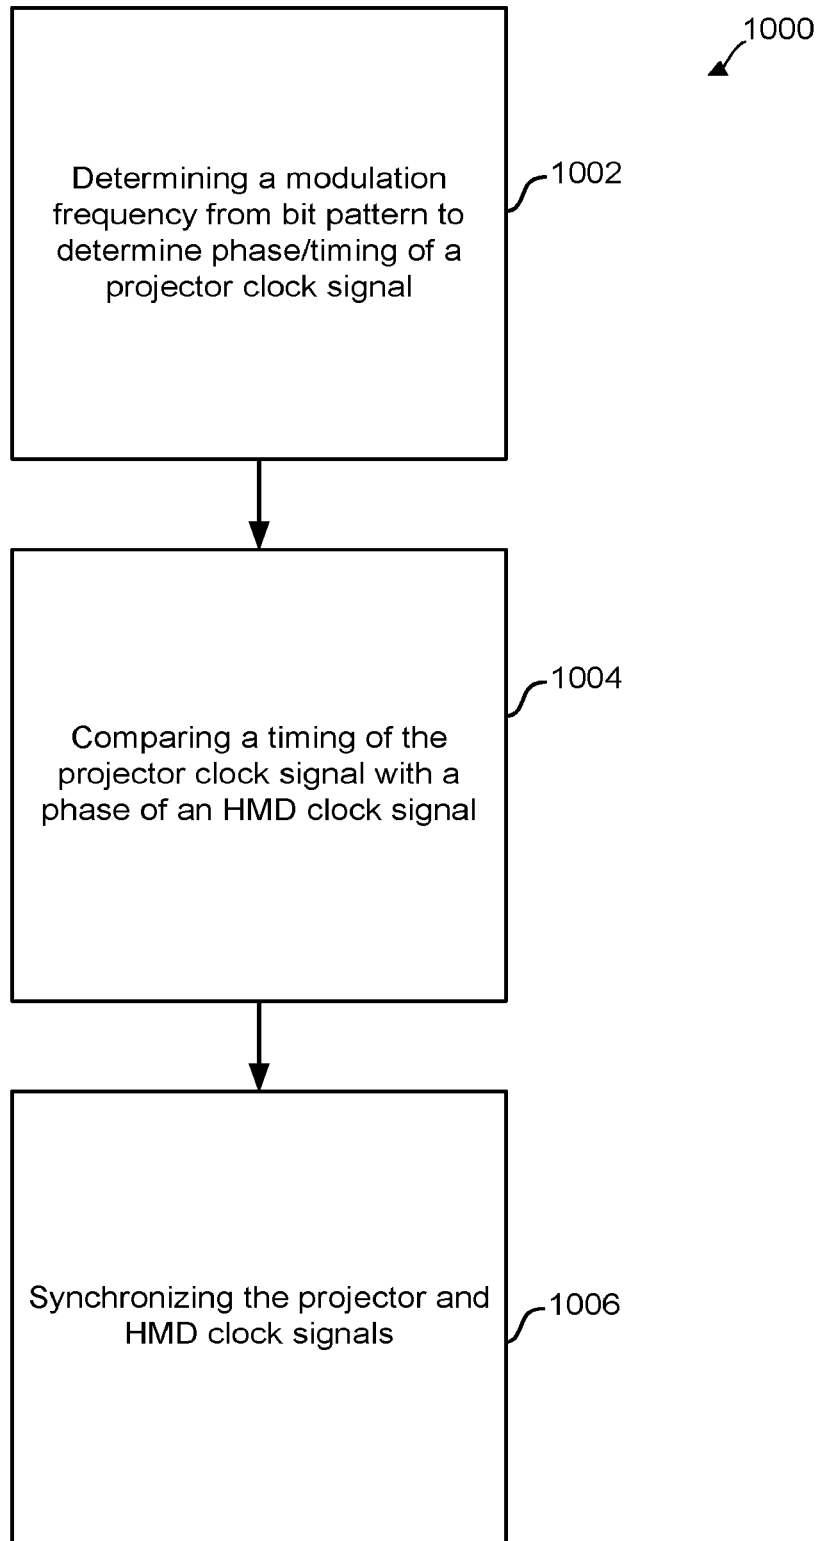 1000
Determining a modulation
frequency from bit pattern to
determine phase/timing of a
projector clock signal
1002
Comparing a timing of the
projector clock signal with a
phase of an HMD clock signal
1004
Synchronizing the projector and
HMD clock signals
1006